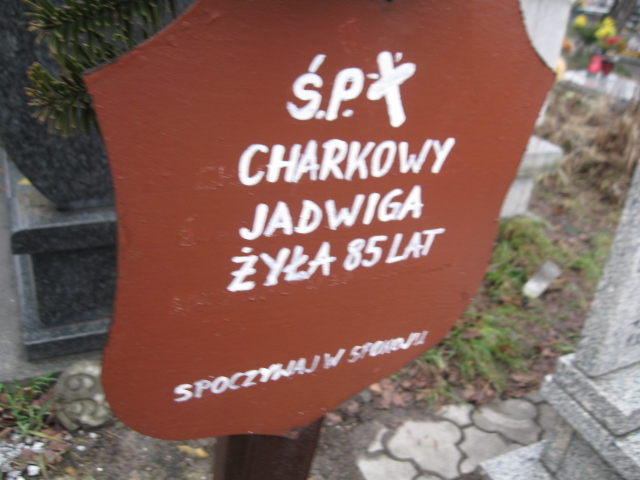 Ś.P.
CHARKOWY
JADWIGA
ŻYŁA 85 LAT
SPOCZYWAJ W SPOKOJU